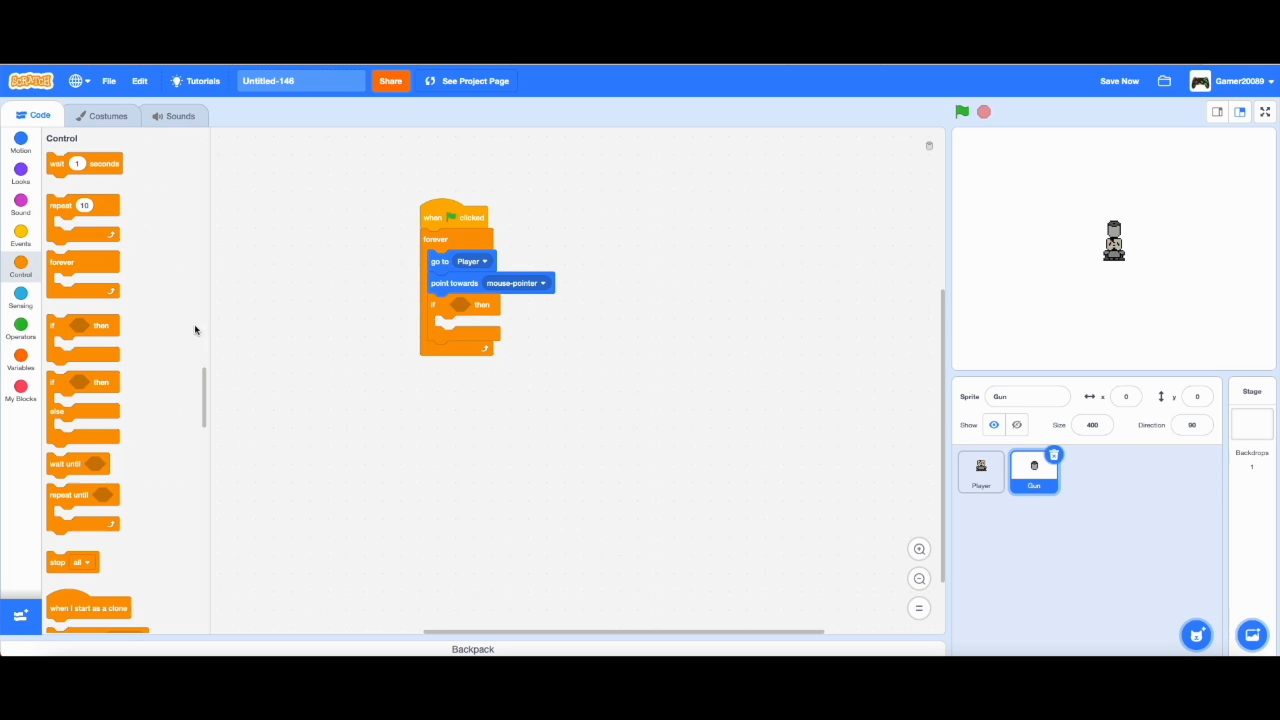 SCRATCH File Edit Tutorials Untitled-146 Share See Project Page Save Now Gamer20089
Code Costumes Sounds
Motion
Looks
Sound
Events
Control
Sensing
Operators
Variables
My Blocks
Control
wait 1 seconds
repeat 10
forever
if then
if then
else
wait until
repeat until
stop all
when I start as a clone
when clicked
forever
go to Player
point towards mouse-pointer
if then
Sprite Gun x 0 y 0
Show Size 400 Direction 90
Player
Gun
Stage
Backdrops
1
Backpack